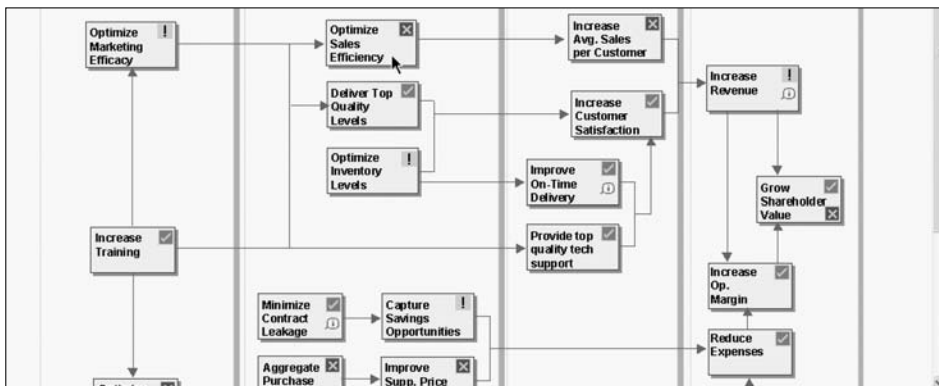 Optimize
Marketing
Efficacy
Increase
Training
Optimize
Sales
Efficiency
Deliver Top
Quality
Levels
Optimize
Inventory
Levels
Minimize
Contract
Leakage
Aggregate
Purchase
Capture
Savings
Opportunities
Improve
Supp. Price
Increase
Avg. Sales
per Customer
Increase
Customer
Satisfaction
Improve
On-Time
Delivery
Provide top
quality tech
support
Increase
Revenue
Grow
Shareholder
Value
Increase
Op.
Margin
Reduce
Expenses